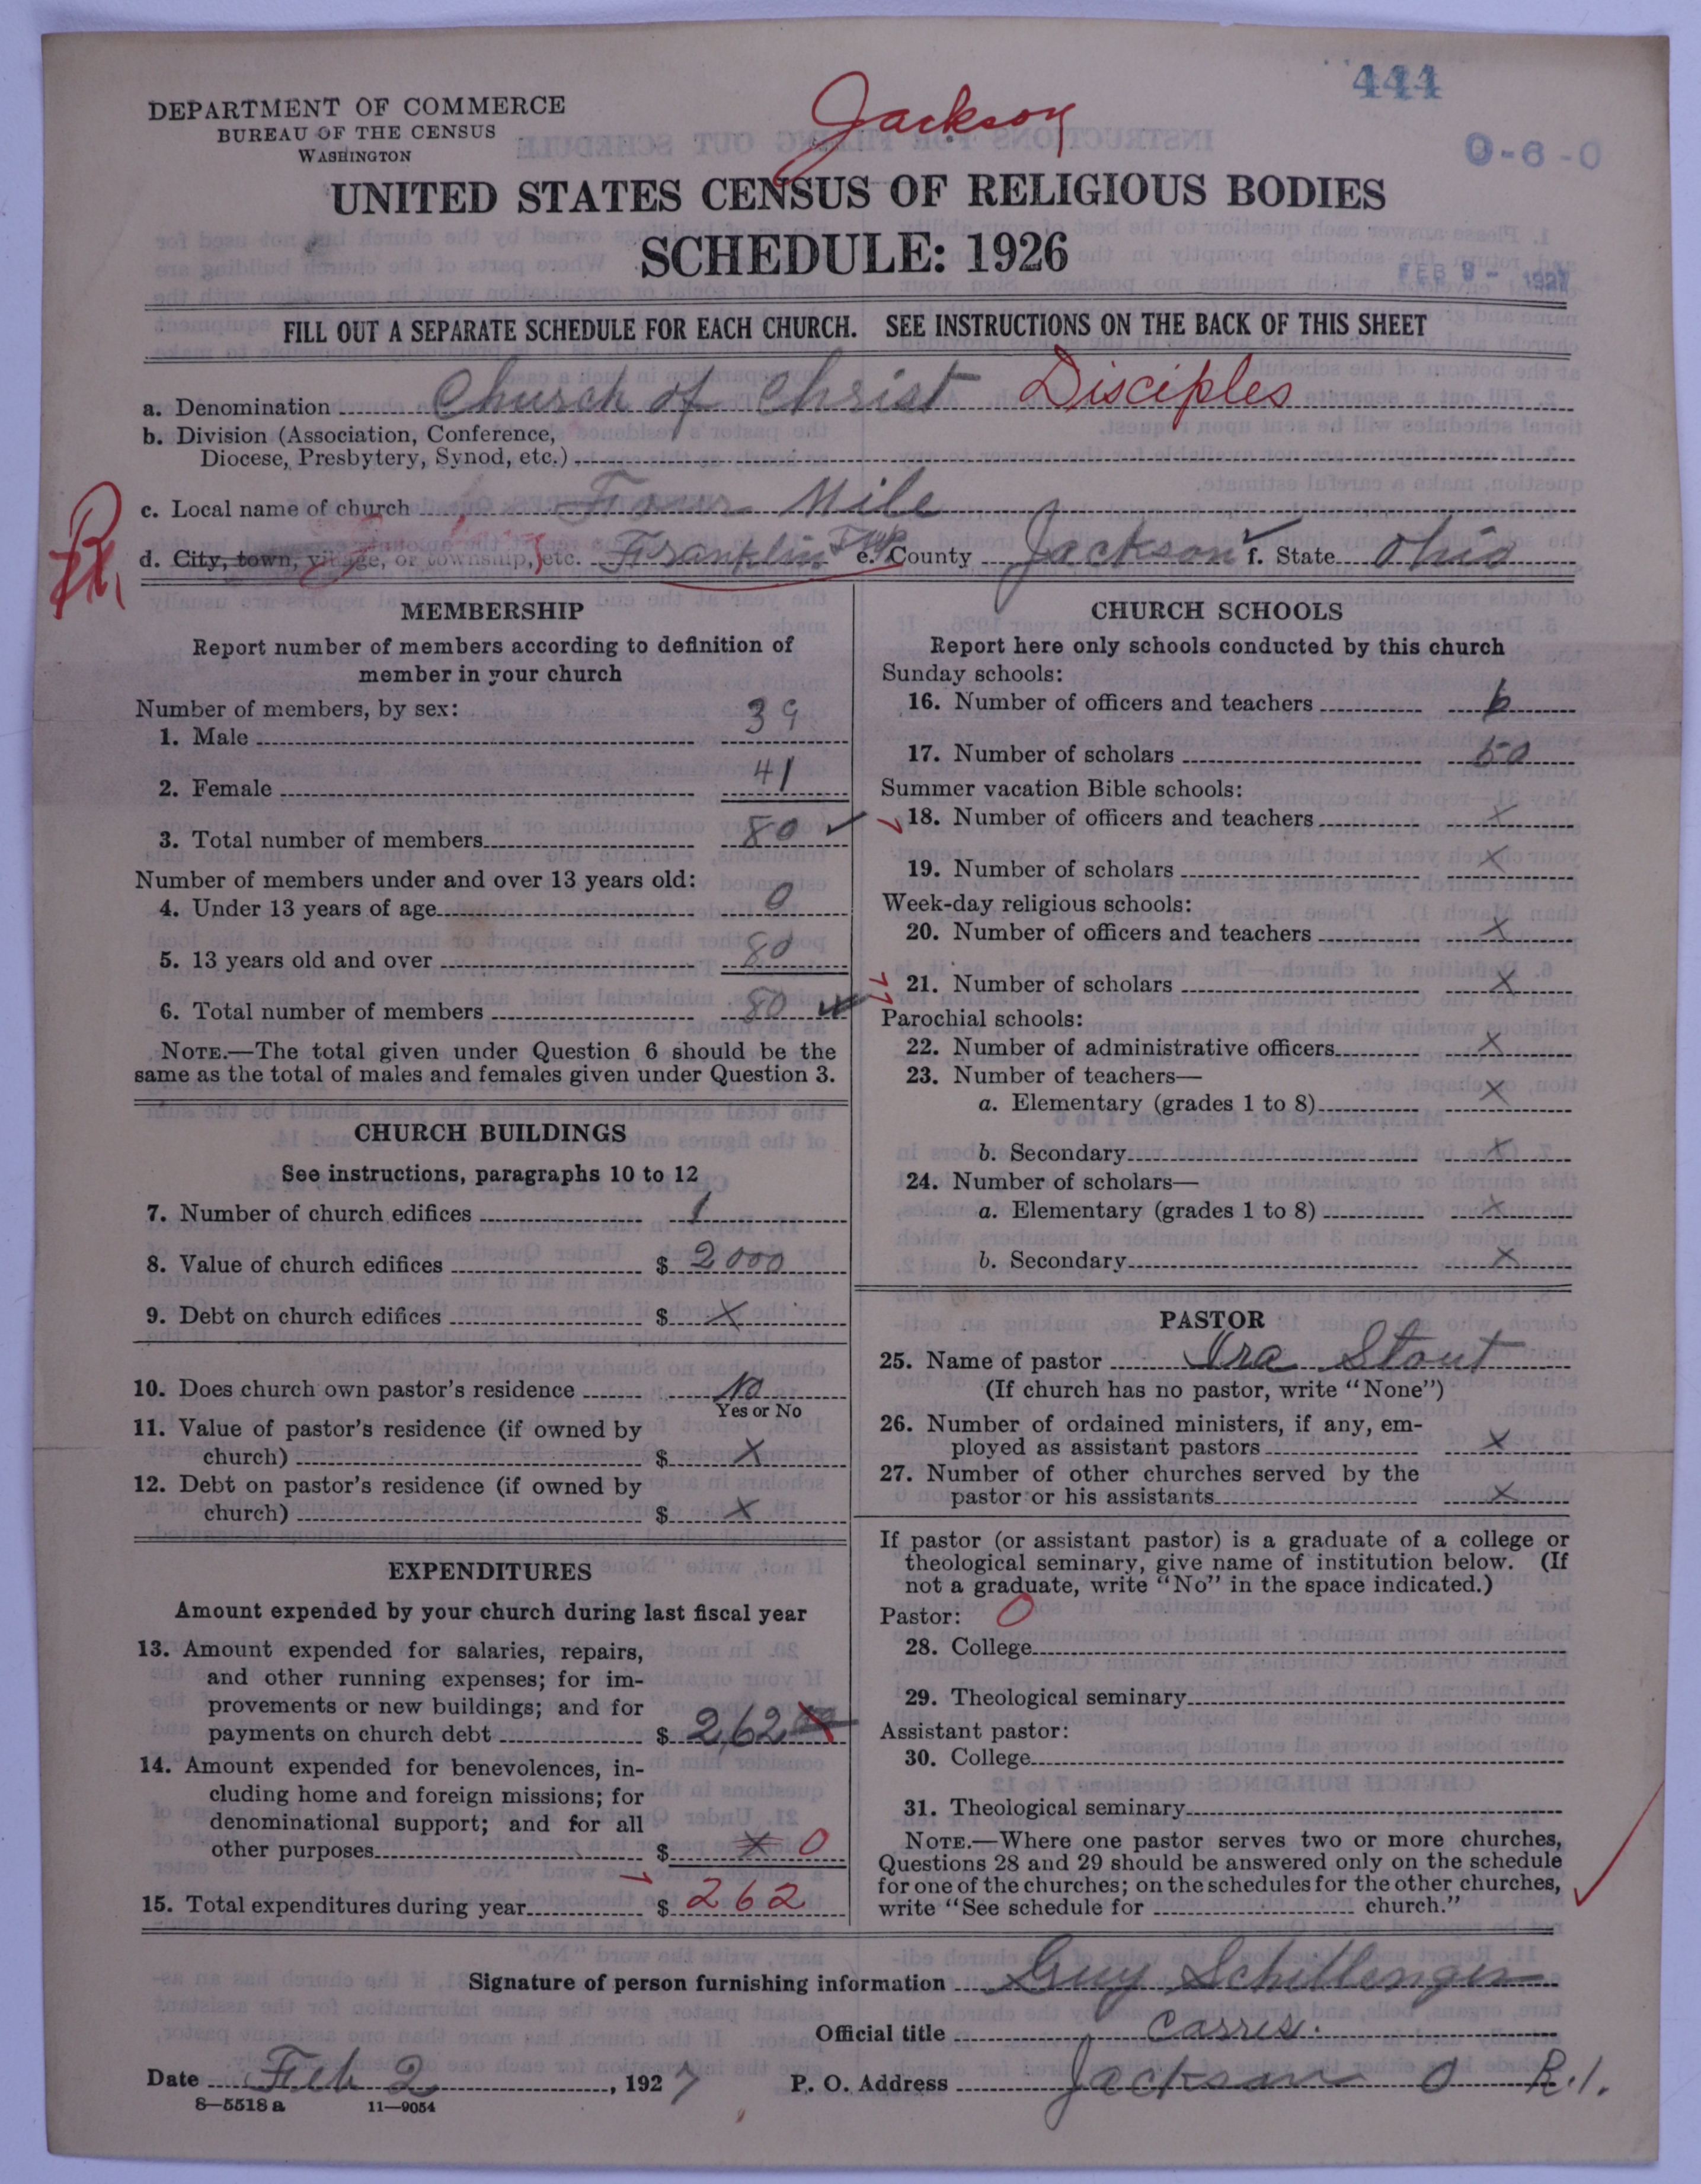 444
DEPARTMENT OF COMMERCE
BUREAU OF THE CENSUS
WASHINGTON
Jackson
0-6-0
UNITED STATES CENSUS OF RELIGIOUS BODIES
SCHEDULE: 1926
FEB 9 - 1927
FILL OUT A SEPARATE SCHEDULE FOR EACH CHURCH. SEE INSTRUCTIONS ON THE BACK OF THIS SHEET
a. Denomination Church of Christ Disciples
b. Division (Association, Conference,
Diocese, Presbytery, Synod, etc.)
c. Local name of church Four Mile
d. City, town, village, or township, etc. Franklin Twp e. County Jackson f. State Ohio
MEMBERSHIP
Report number of members according to definition of
member in your church
Number of members, by sex:
1. Male 39
2. Female 41
3. Total number of members 80
Number of members under and over 13 years old:
4. Under 13 years of age 0
5. 13 years old and over 80
6. Total number of members 80
NOTE.—The total given under Question 6 should be the
same as the total of males and females given under Question 3.
CHURCH BUILDINGS
See instructions, paragraphs 10 to 12
7. Number of church edifices 1
8. Value of church edifices $ 2000
9. Debt on church edifices $ X
10. Does church own pastor's residence No
Yes or No
11. Value of pastor's residence (if owned by
church) $ X
12. Debt on pastor's residence (if owned by
church) $ X
EXPENDITURES
Amount expended by your church during last fiscal year
13. Amount expended for salaries, repairs,
and other running expenses; for im-
provements or new buildings; and for
payments on church debt $ 262
14. Amount expended for benevolences, in-
cluding home and foreign missions; for
denominational support; and for all
other purposes $ X 0
15. Total expenditures during year $ 262
CHURCH SCHOOLS
Report here only schools conducted by this church
Sunday schools:
16. Number of officers and teachers 6
17. Number of scholars 50
Summer vacation Bible schools:
18. Number of officers and teachers X
19. Number of scholars X
Week-day religious schools:
20. Number of officers and teachers X
21. Number of scholars X
Parochial schools:
22. Number of administrative officers X
23. Number of teachers—
a. Elementary (grades 1 to 8) X
b. Secondary X
24. Number of scholars—
a. Elementary (grades 1 to 8) X
b. Secondary X
PASTOR
25. Name of pastor Ira Stout
(If church has no pastor, write "None")
26. Number of ordained ministers, if any, em-
ployed as assistant pastors X
27. Number of other churches served by the
pastor or his assistants X
If pastor (or assistant pastor) is a graduate of a college or
theological seminary, give name of institution below. (If
not a graduate, write "No" in the space indicated.)
Pastor: 0
28. College
29. Theological seminary
Assistant pastor:
30. College
31. Theological seminary
NOTE.—Where one pastor serves two or more churches,
Questions 28 and 29 should be answered only on the schedule
for one of the churches; on the schedules for the other churches,
write "See schedule for church."
Signature of person furnishing information Guy Schillenger
Official title Corres.
Date Feb 2, 1927 P. O. Address Jackson O R.1.
8—5518 a 11—9054